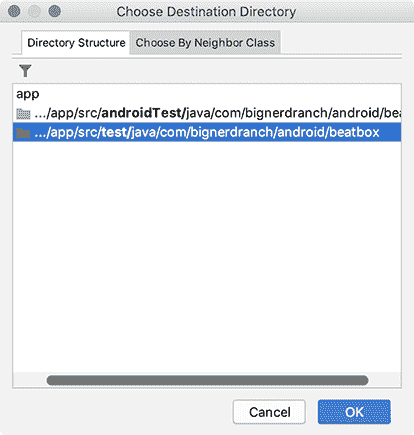 Choose Destination Directory
Directory Structure Choose By Neighbor Class
app
.../app/src/androidTest/java/com/bignerdranch/android/bea
.../app/src/test/java/com/bignerdranch/android/beatbox
Cancel OK